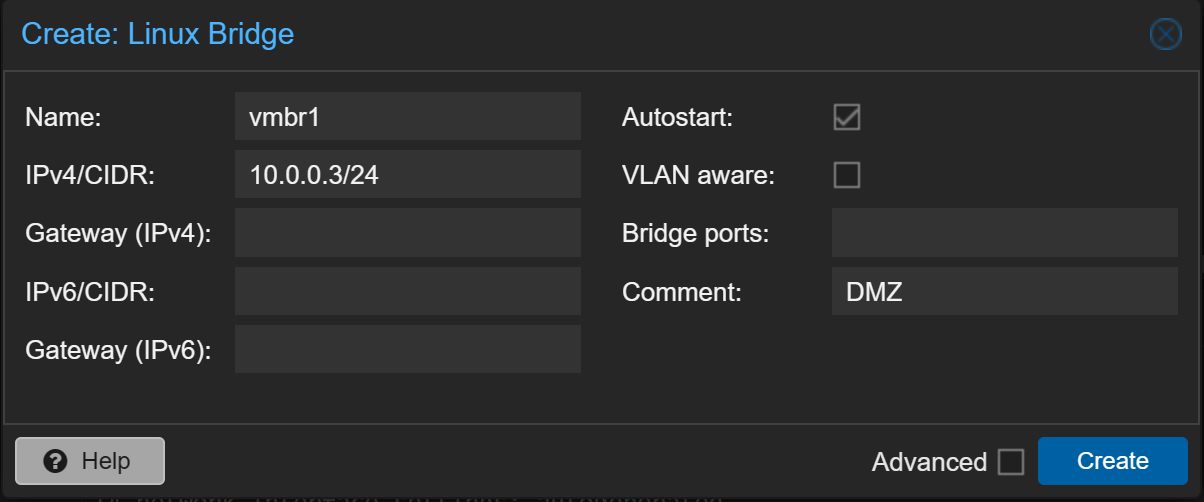 Create: Linux Bridge
Name: vmbr1
IPv4/CIDR: 10.0.0.3/24
Gateway (IPv4):
IPv6/CIDR:
Gateway (IPv6):
Autostart:
VLAN aware:
Bridge ports:
Comment: DMZ
Help
Advanced
Create